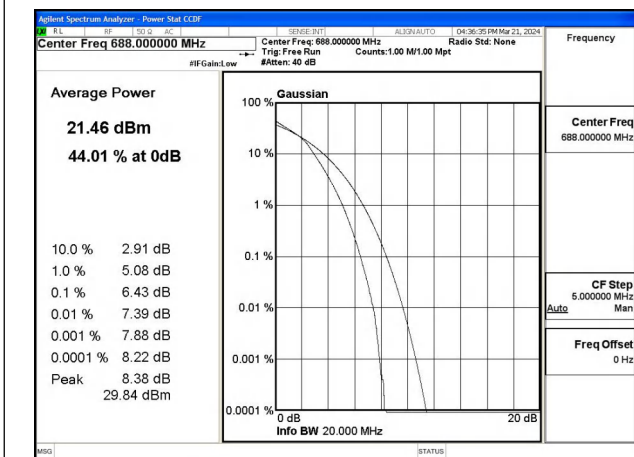 Agilent Spectrum Analyzer - Power Stat CCDF
RL RF 50 Ω AC SENSE:INT ALIGNAUTO 04:36:35 PM Mar 21, 2024
Center Freq 688.000000 MHz
Center Freq: 688.000000 MHz Radio Std: None
Trig: Free Run Counts:1.00 M/1.00 Mpt
#IFGain:Low #Atten: 40 dB
Frequency
Average Power
21.46 dBm
44.01 % at 0dB
10.0 % 2.91 dB
1.0 % 5.08 dB
0.1 % 6.43 dB
0.01 % 7.39 dB
0.001 % 7.88 dB
0.0001 % 8.22 dB
Peak 8.38 dB
29.84 dBm
Gaussian
100 %
10 %
1 %
0.1 %
0.01 %
0.001 %
0.0001 %
0 dB 20 dB
Info BW 20.000 MHz
Center Freq
688.000000 MHz
CF Step
5.000000 MHz
Auto Man
Freq Offset
0 Hz
MSG STATUS